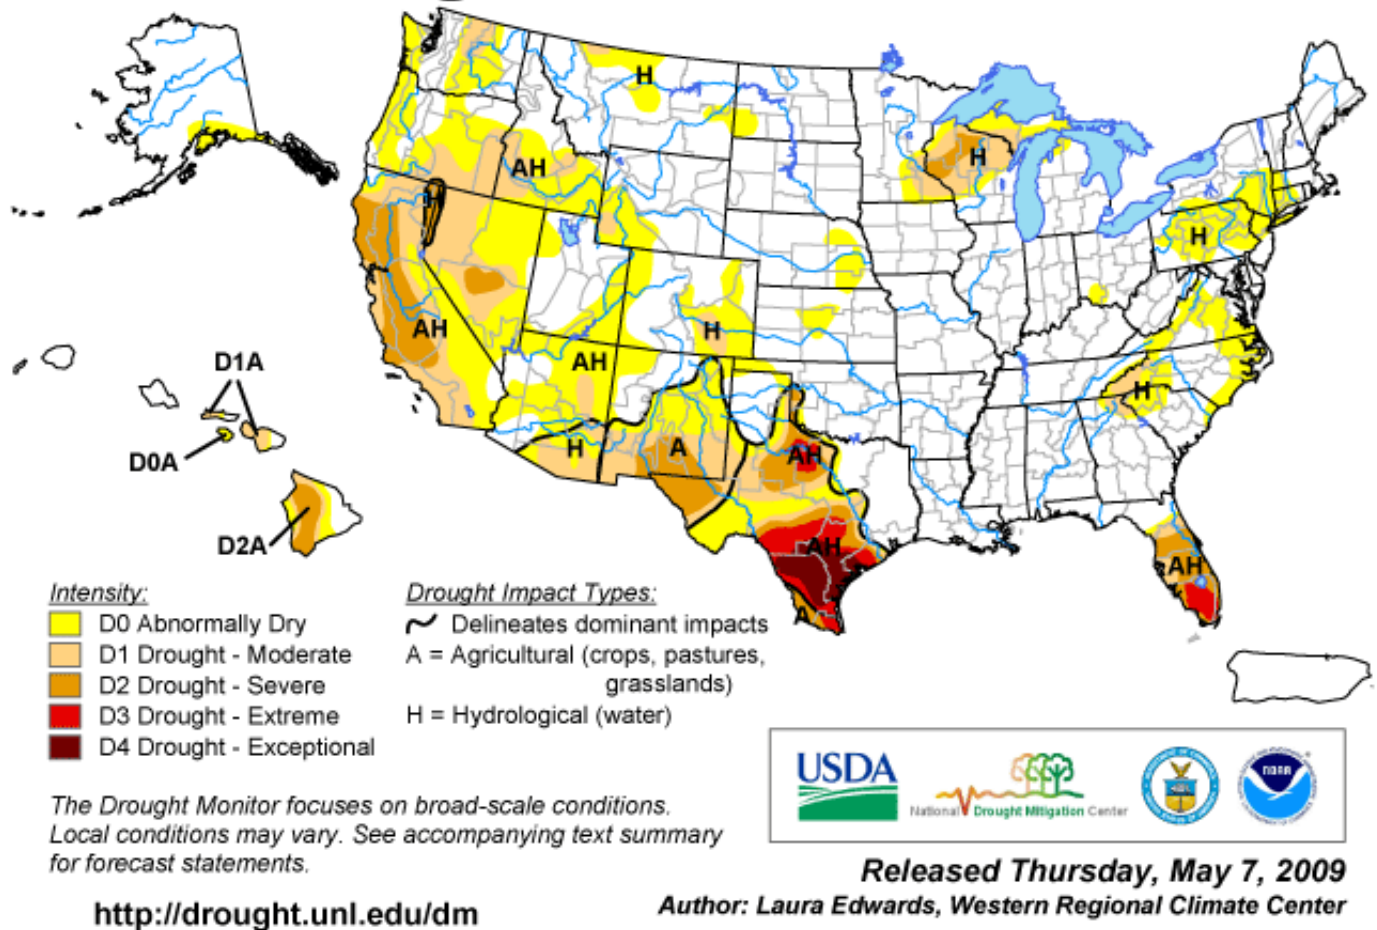 H
AH
H
H
AH
AH
H
H
D1A
H
A
AH
D0A
D2A
AH
AH
A
Intensity:
D0 Abnormally Dry
D1 Drought - Moderate
D2 Drought - Severe
D3 Drought - Extreme
D4 Drought - Exceptional
Drought Impact Types:
Delineates dominant impacts
A = Agricultural (crops, pastures,
grasslands)
H = Hydrological (water)
The Drought Monitor focuses on broad-scale conditions.
Local conditions may vary. See accompanying text summary
for forecast statements.
http://drought.unl.edu/dm
USDA
National Drought Mitigation Center
NOAA
Released Thursday, May 7, 2009
Author: Laura Edwards, Western Regional Climate Center